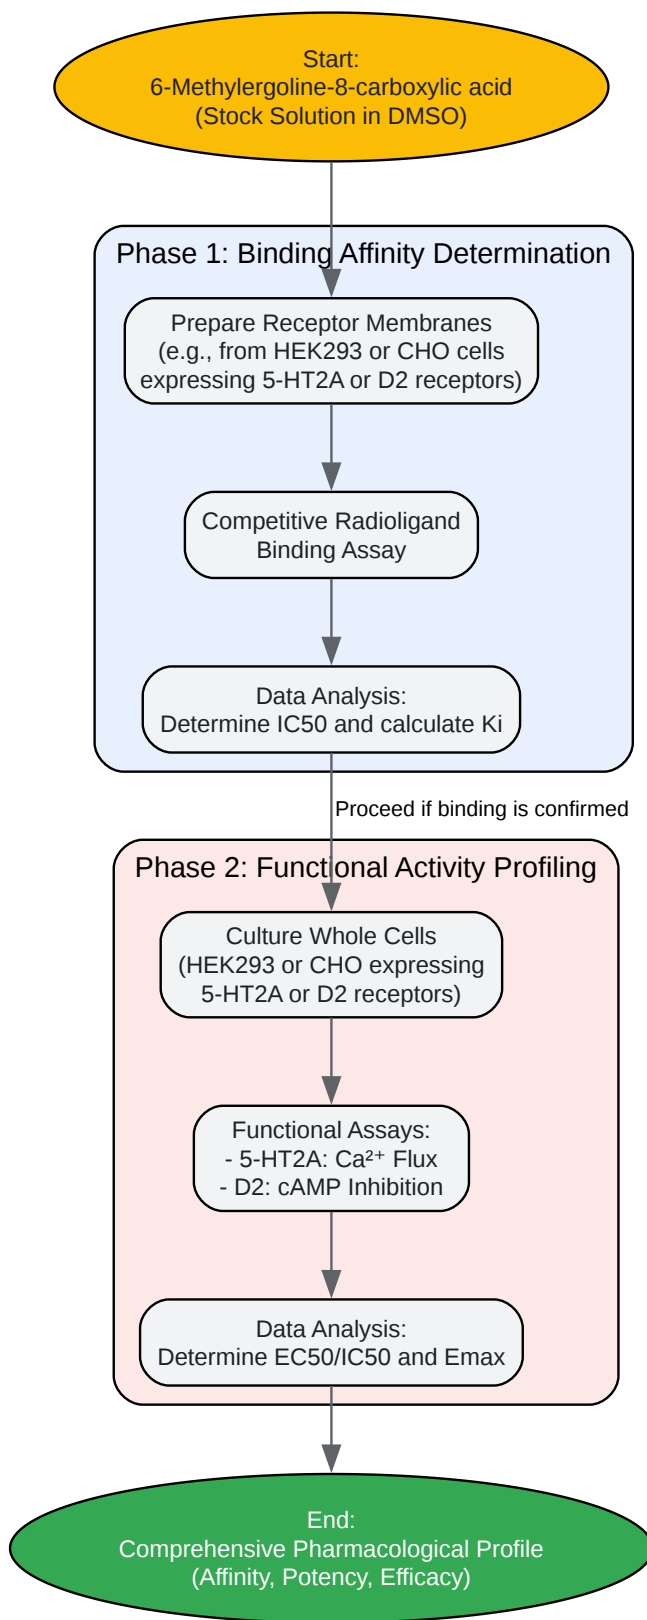 Start:
6-Methylergoline-8-carboxylic acid
(Stock Solution in DMSO)
Phase 1: Binding Affinity Determination
Prepare Receptor Membranes
(e.g., from HEK293 or CHO cells
expressing 5-HT2A or D2 receptors)
Competitive Radioligand
Binding Assay
Data Analysis:
Determine IC50 and calculate Ki
Proceed if binding is confirmed
Phase 2: Functional Activity Profiling
Culture Whole Cells
(HEK293 or CHO expressing
5-HT2A or D2 receptors)
Functional Assays:
- 5-HT2A: Ca²⁺ Flux
- D2: cAMP Inhibition
Data Analysis:
Determine EC50/IC50 and Emax
End:
Comprehensive Pharmacological Profile
(Affinity, Potency, Efficacy)